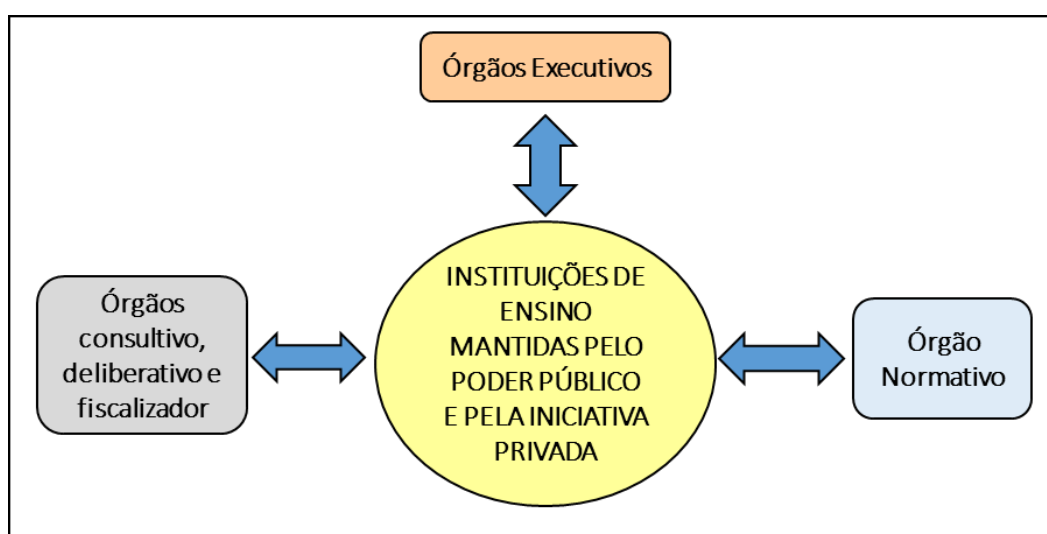 Órgãos Executivos
Órgãos
consultivo,
deliberativo e
fiscalizador
INSTITUIÇÕES DE
ENSINO
MANTIDAS PELO
PODER PÚBLICO
E PELA INICIATIVA
PRIVADA
Órgão
Normativo